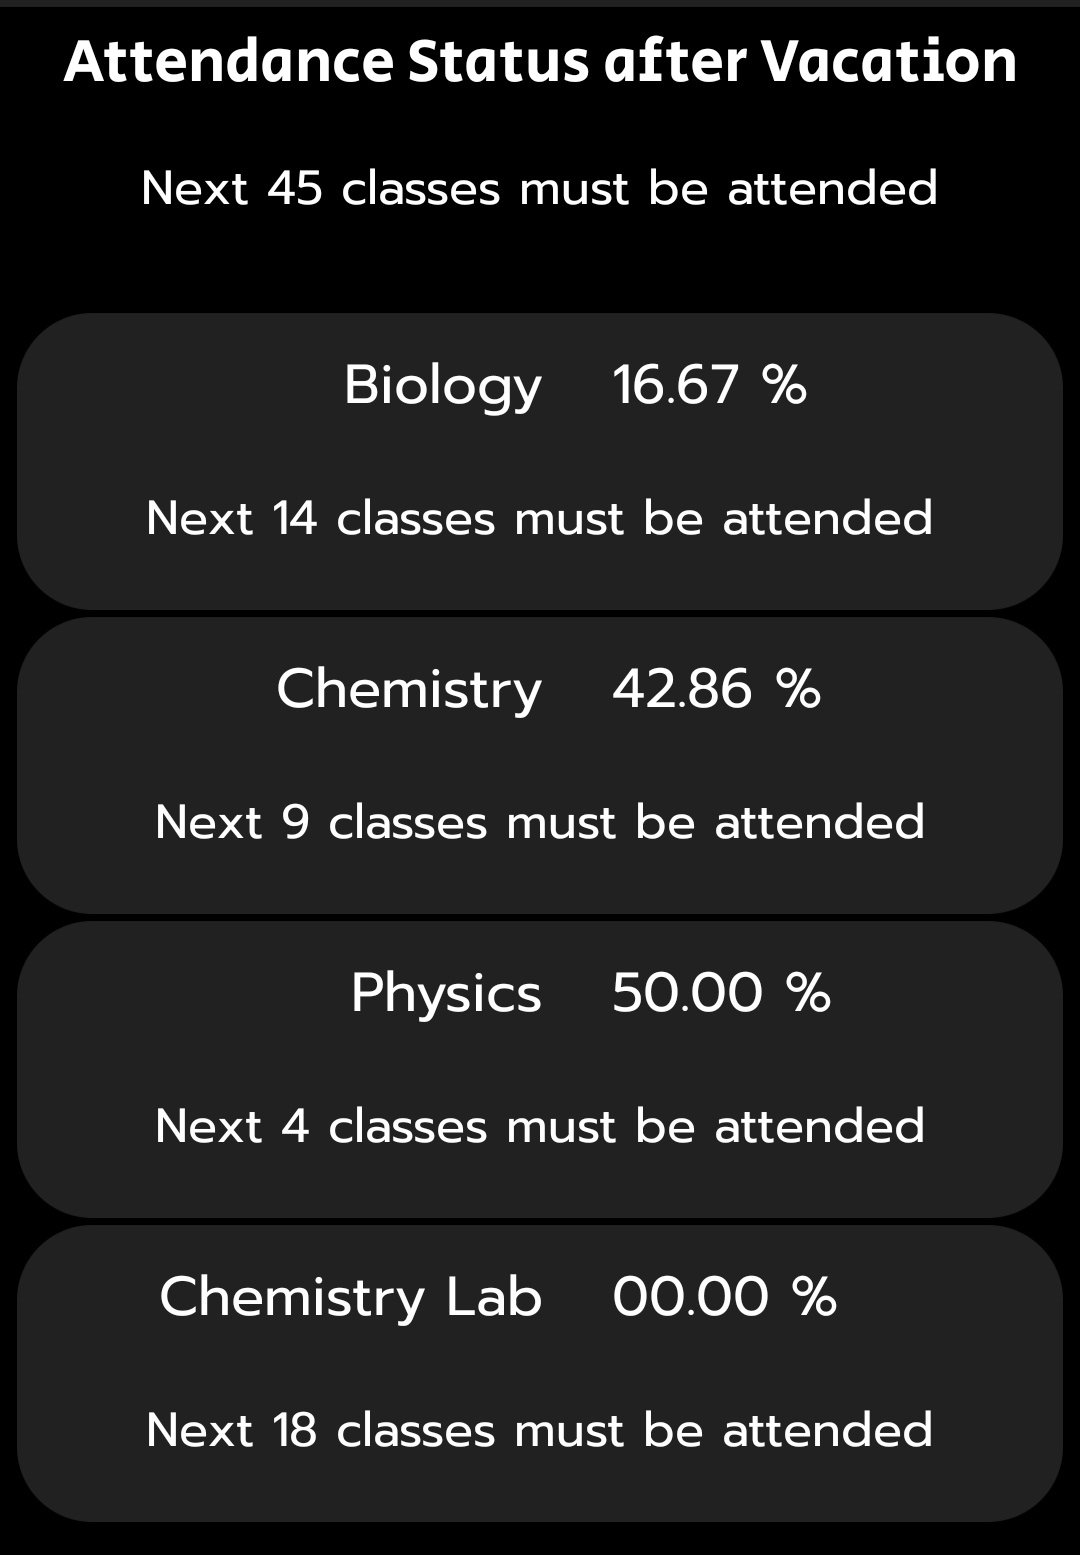 Attendance Status after Vacation
Next 45 classes must be attended
Biology 16.67 %
Next 14 classes must be attended
Chemistry 42.86 %
Next 9 classes must be attended
Physics 50.00 %
Next 4 classes must be attended
Chemistry Lab 00.00 %
Next 18 classes must be attended